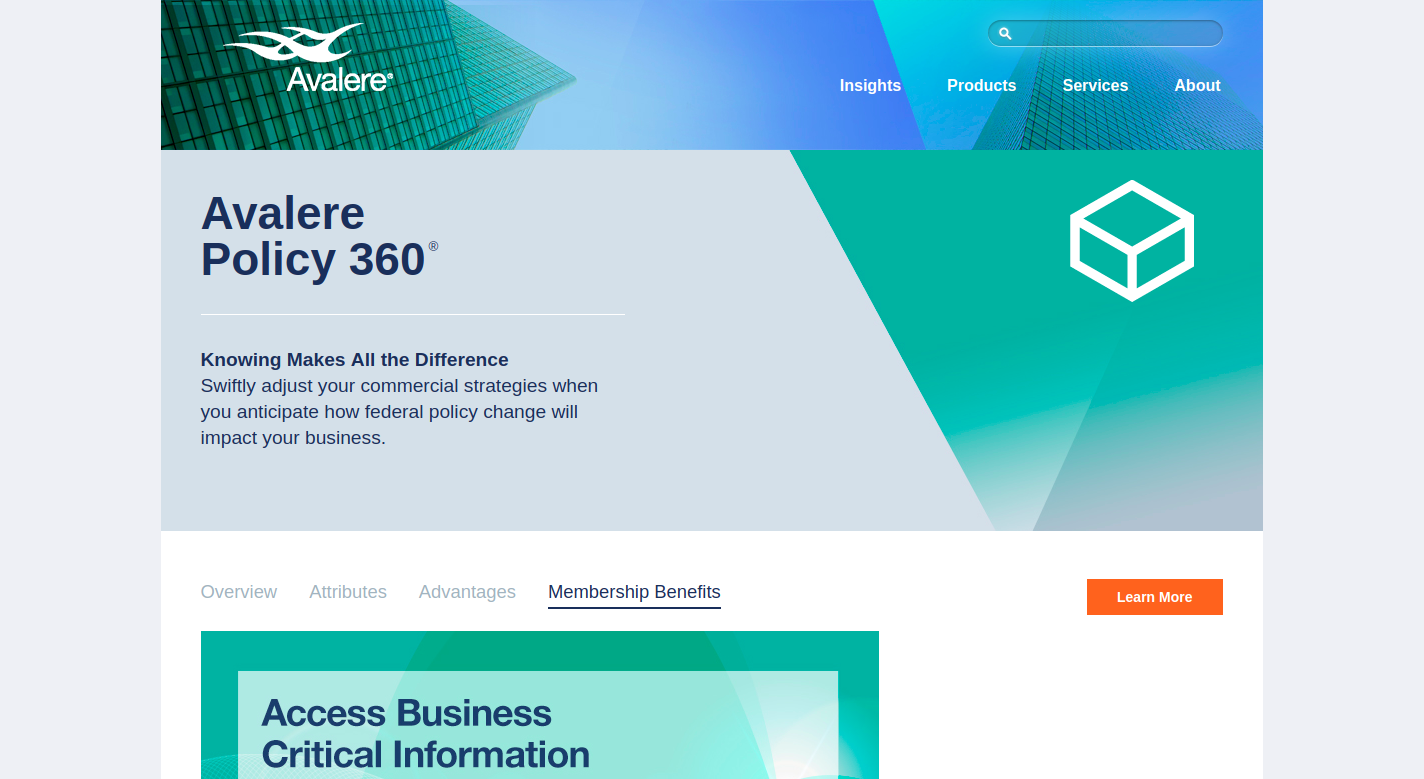 Avalere®
Insights
Products
Services
About
Avalere
Policy 360®
Knowing Makes All the Difference
Swiftly adjust your commercial strategies when
you anticipate how federal policy change will
impact your business.
Overview
Attributes
Advantages
Membership Benefits
Learn More
Access Business
Critical Information